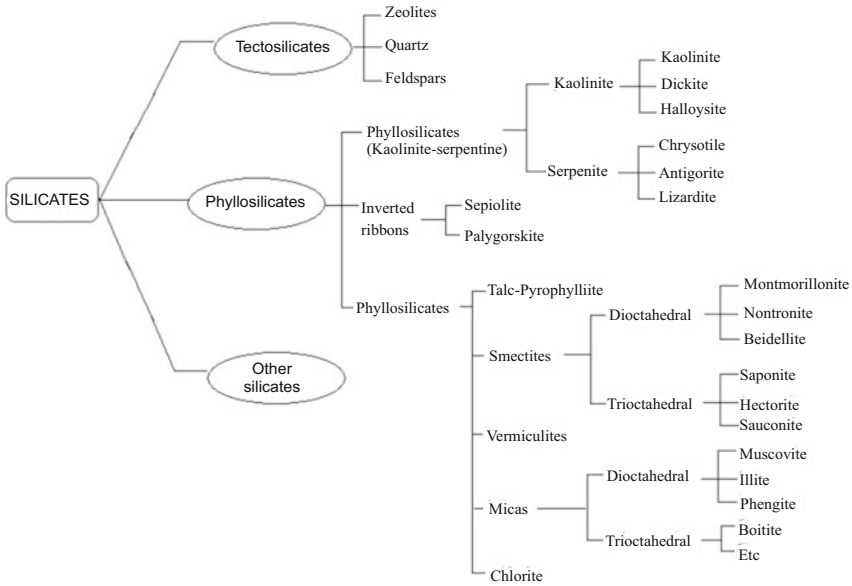 SILICATES
Tectosilicates
Zeolites
Quartz
Feldspars
Phyllosilicates
Phyllosilicates
(Kaolinite-serpentine)
Kaolinite
Kaolinite
Dickite
Halloysite
Serpenite
Chrysotile
Antigorite
Lizardite
Inverted
ribbons
Sepiolite
Palygorskite
Phyllosilicates
Talc-Pyrophylliite
Smectites
Dioctahedral
Montmorillonite
Nontronite
Beidellite
Trioctahedral
Saponite
Hectorite
Sauconite
Vermiculites
Micas
Dioctahedral
Muscovite
Illite
Phengite
Trioctahedral
Boitite
Etc
Chlorite
Other
silicates